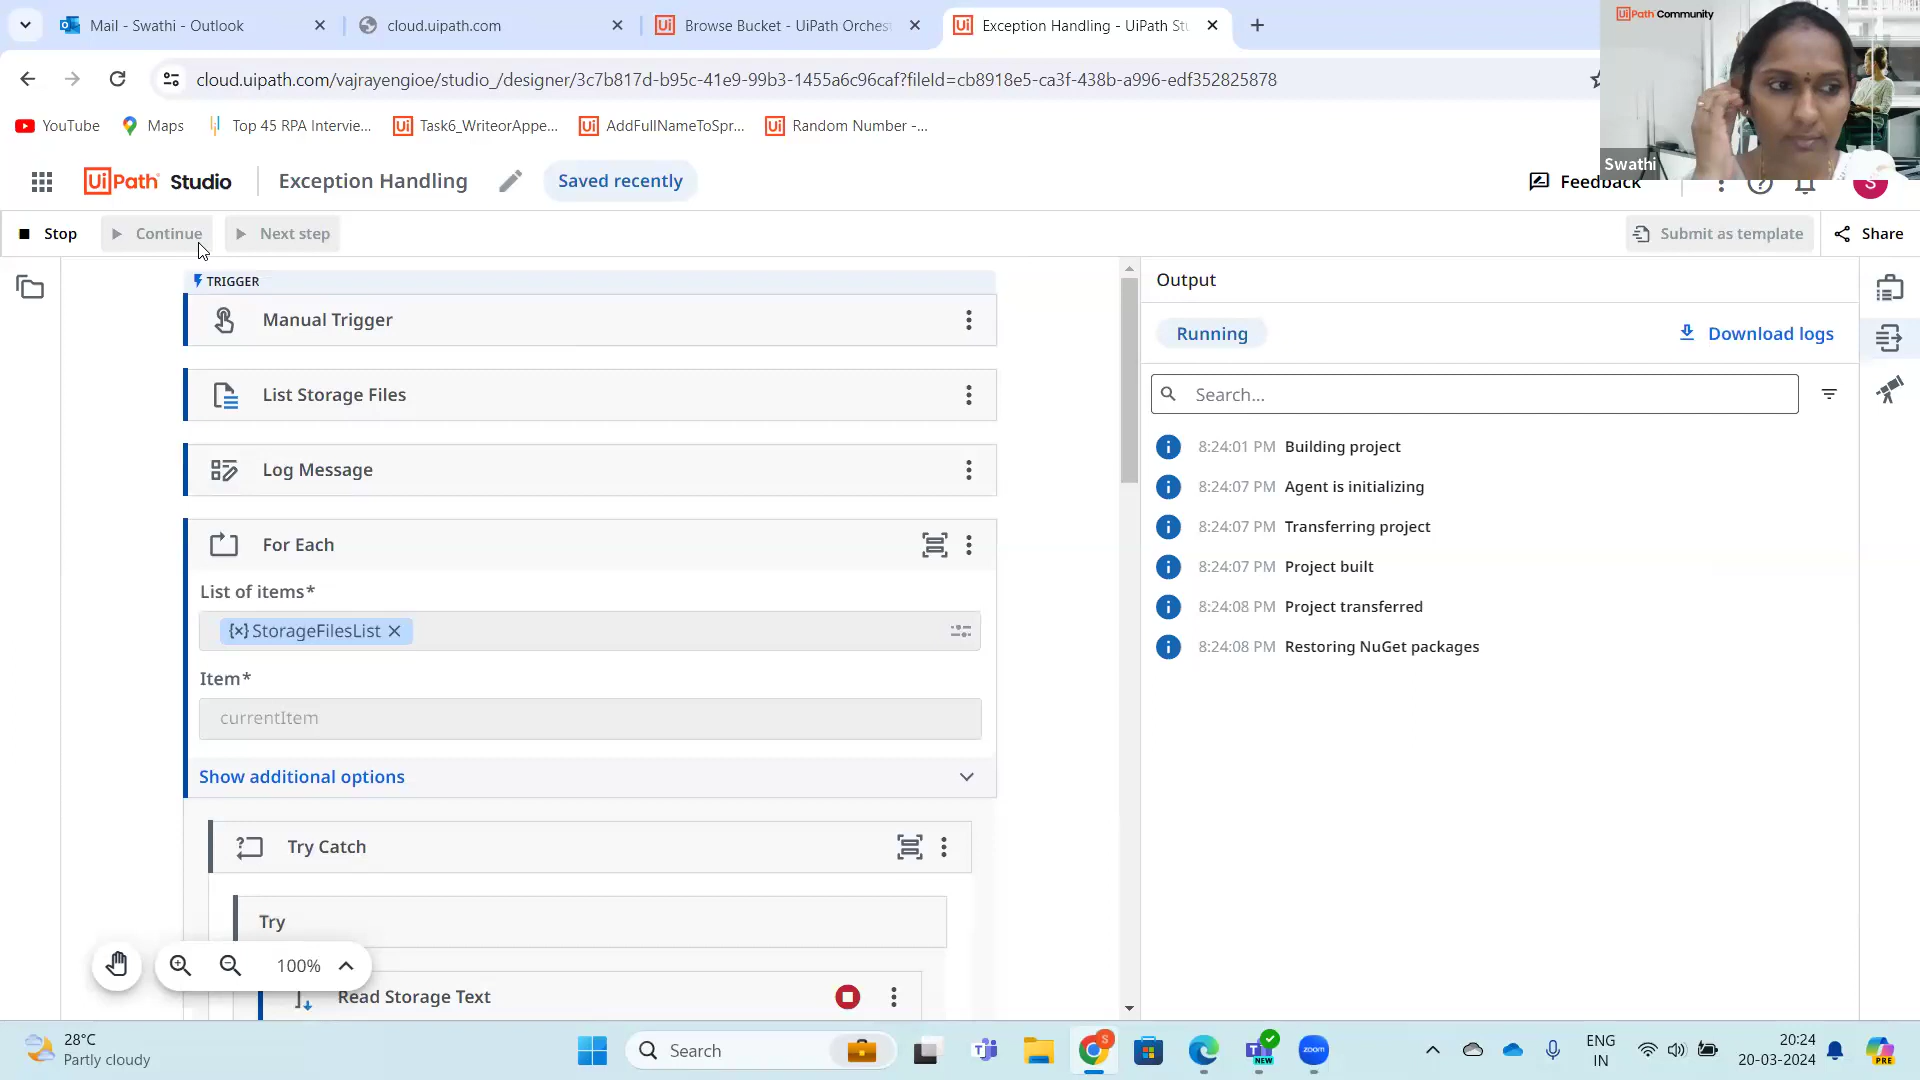 Mail - Swathi - Outlook
cloud.uipath.com
Browse Bucket - UiPath Orches
Exception Handling - UiPath Stu
UiPath Community
cloud.uipath.com/vajrayengioe/studio_/designer/3c7b817d-b95c-41e9-99b3-1455a6c96caf?fileId=cb8918e5-ca3f-438b-a996-edf352825878
YouTube
Maps
Top 45 RPA Intervie...
Task6_WriteorAppe...
AddFullNameToSpr...
Random Number -...
Swathi
UiPath Studio
Exception Handling
Saved recently
Feedback
S
Stop
Continue
Next step
Submit as template
Share
TRIGGER
Manual Trigger
List Storage Files
Log Message
For Each
List of items*
{x} StorageFilesList
Item*
currentItem
Show additional options
Try Catch
Try
Read Storage Text
100%
Output
Running
Download logs
Search...
8:24:01 PM Building project
8:24:07 PM Agent is initializing
8:24:07 PM Transferring project
8:24:07 PM Project built
8:24:08 PM Project transferred
8:24:08 PM Restoring NuGet packages
28°C
Partly cloudy
Search
S
NEW
zoom
ENG
IN
20:24
20-03-2024
PRE